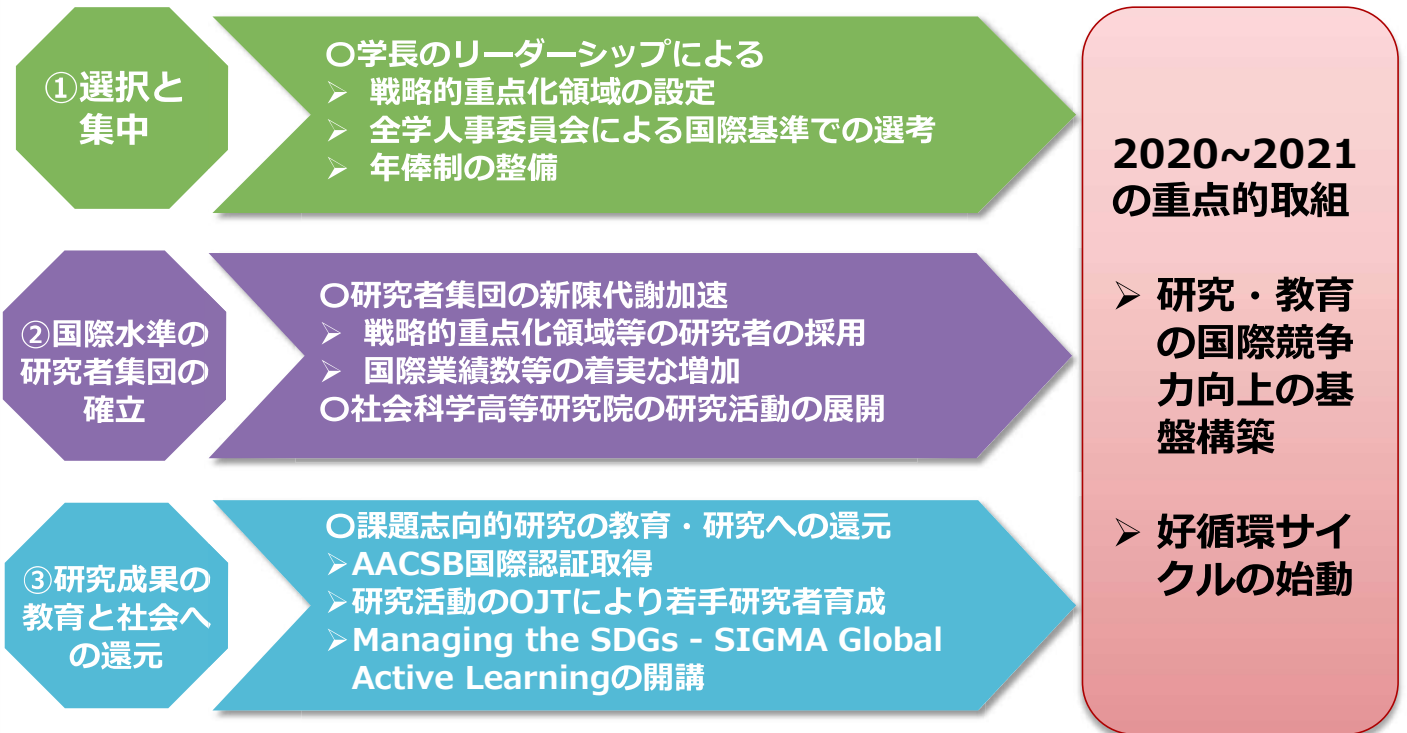 ①選択と
集中
〇学長のリーダーシップによる
➢ 戦略的重点化領域の設定
➢ 全学人事委員会による国際基準での選考
➢ 年俸制の整備
②国際水準の
研究者集団の
確立
〇研究者集団の新陳代謝加速
➢ 戦略的重点化領域等の研究者の採用
➢ 国際業績数等の着実な増加
〇社会科学高等研究院の研究活動の展開
③研究成果の
教育と社会へ
の還元
〇課題志向的研究の教育・研究への還元
➢AACSB国際認証取得
➢研究活動のOJTにより若手研究者育成
➢Managing the SDGs - SIGMA Global
Active Learningの開講
2020~2021
の重点的取組
➢ 研究・教育
の国際競争
力向上の基
盤構築
➢ 好循環サイ
クルの始動